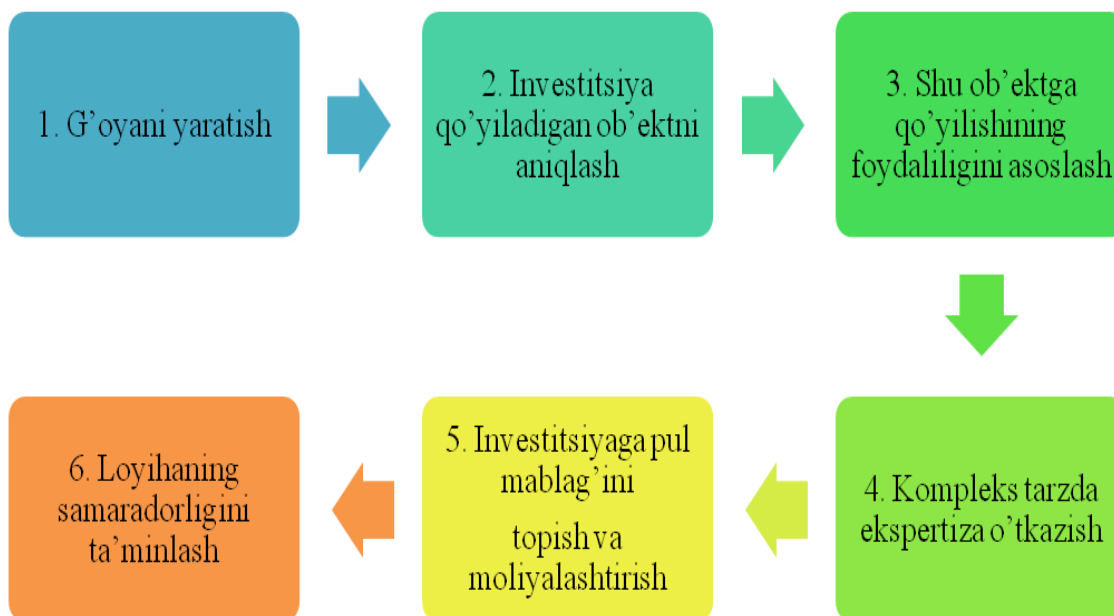 1. G’oyani yaratish
2. Investitsiya
qo’yiladigan ob’ektni
aniqlash
3. Shu ob’ektga
qo’yilishining
foydaliligini asoslash
4. Kompleks tarzda
ekspertiza o’tkazish
5. Investitsiyaga pul
mablag’ini
topish va
moliyalashtirish
6. Loyihaning
samaradorligini
ta’minlash